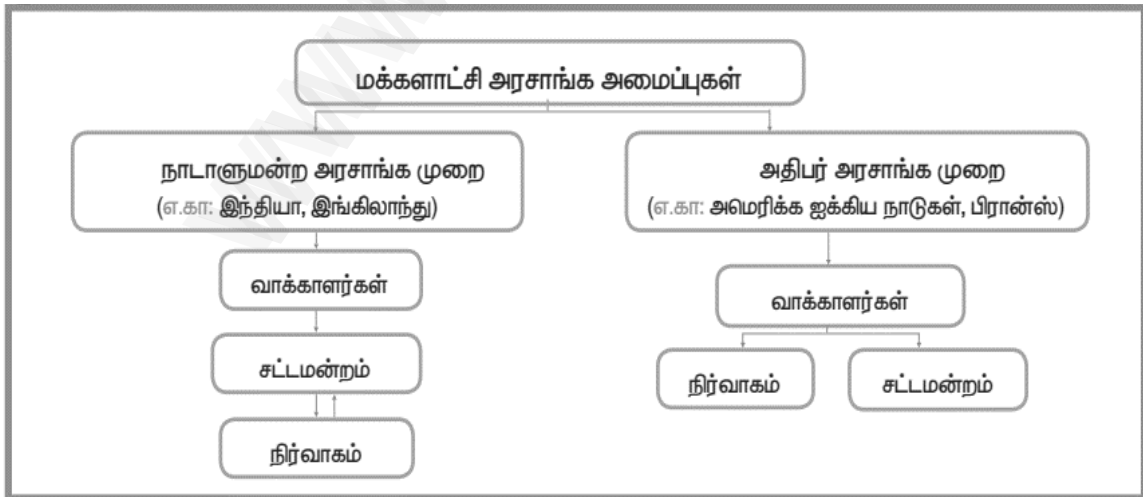 மக்களாட்சி அரசாங்க அமைப்புகள்
நாடாளுமன்ற அரசாங்க முறை
(எ.கா: இந்தியா, இங்கிலாந்து)
வாக்காளர்கள்
சட்டமன்றம்
நிர்வாகம்
அதிபர் அரசாங்க முறை
(எ.கா: அமெரிக்க ஐக்கிய நாடுகள், பிரான்ஸ்)
வாக்காளர்கள்
நிர்வாகம்
சட்டமன்றம்